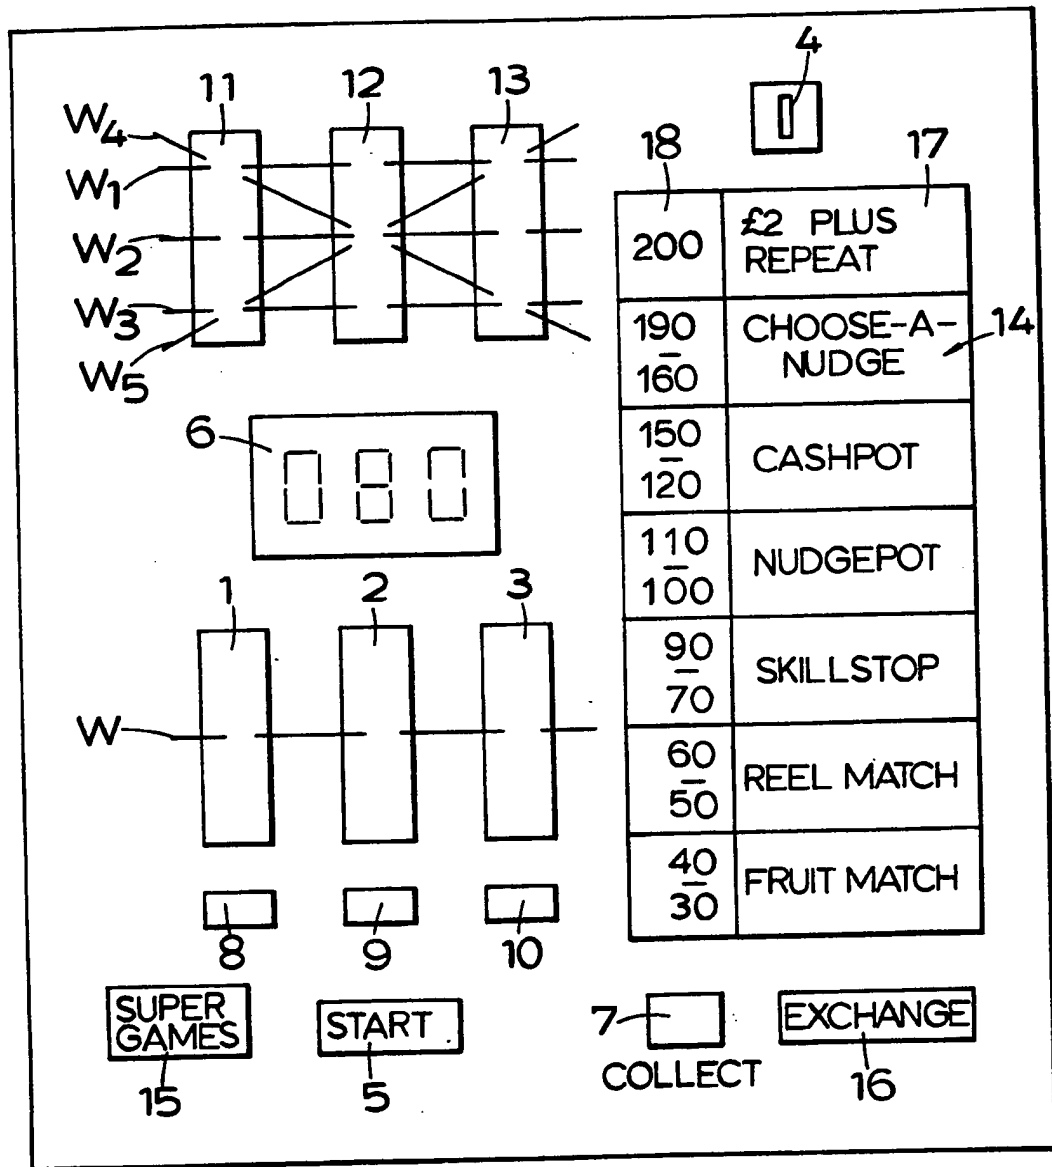 4
11 12 13
W4
W1
W2
W3
W5
18 17
200 £2 PLUS
REPEAT
190
–
160 CHOOSE-A-
NUDGE 14
150
–
120 CASHPOT
110
–
100 NUDGEPOT
90
–
70 SKILLSTOP
60
–
50 REEL MATCH
40
–
30 FRUIT MATCH
6 080
1 2 3
W
8 9 10
SUPER
GAMES
15
START
5
7
COLLECT
EXCHANGE
16